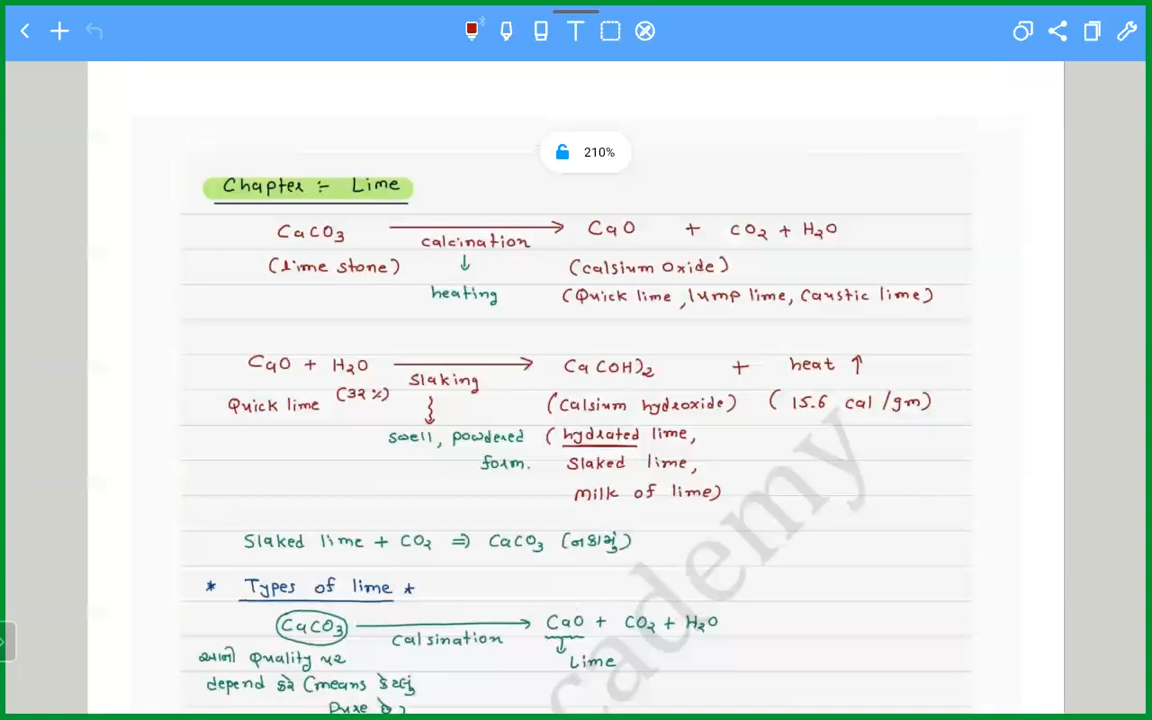 210%
Chapter :- Lime
CaCO3 → CaO + CO2 + H2O
calcination
(lime stone) ↓ (calsium Oxide)
heating (Quick lime, lump lime, Caustic lime)
CaO + H2O → Ca(OH)2 + heat ↑
Slaking
Quick lime (32%) (Calsium hydroxide) (15.6 cal/gm)
swell, powdered (hydrated lime,
form. Slaked lime,
milk of lime)
Slaked lime + CO2 ⇒ CaCO3 (નકામું)
* Types of lime *
CaCO3 → CaO + CO2 + H2O
Calsination ↓
Lime
આની Quality પર
depend કરે (means કેટલું
Pure છે)
cademy